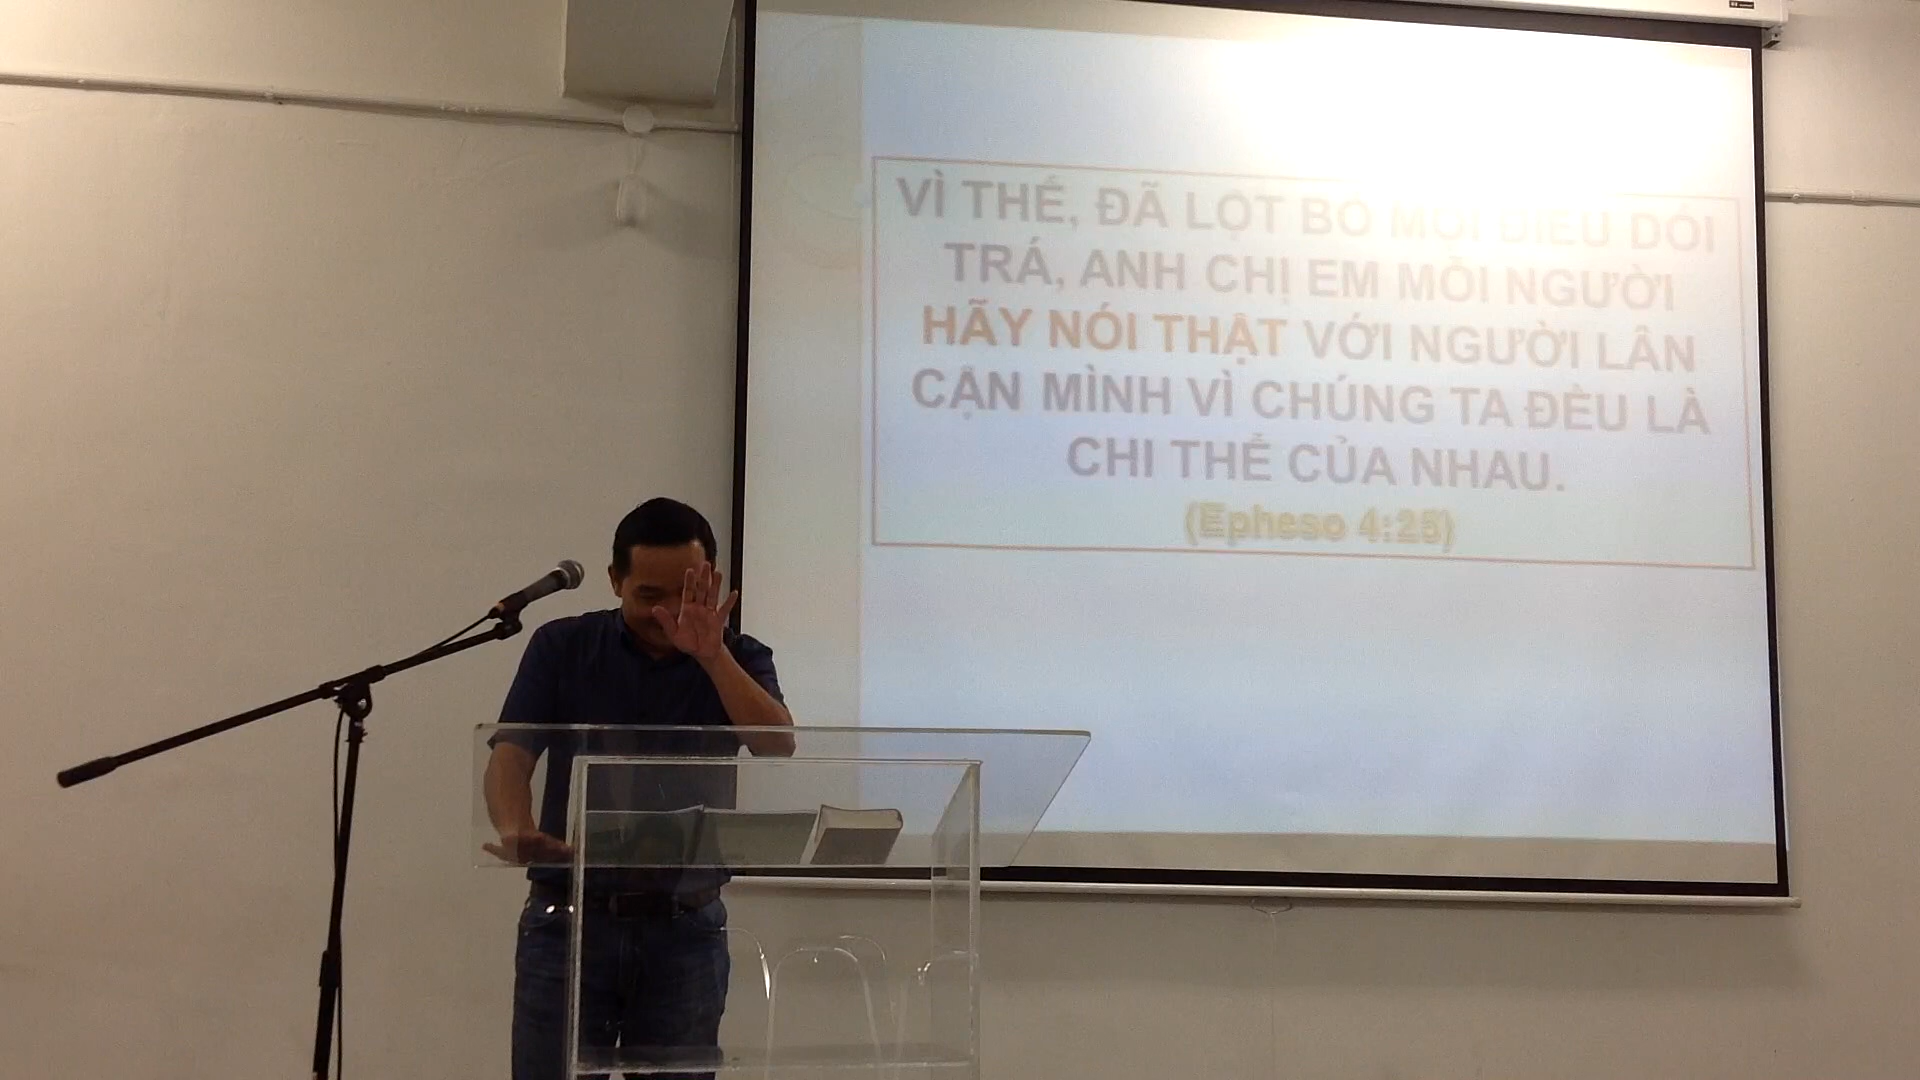 VÌ THẾ, ĐÃ LỘT BỎ MỌI ĐIỀU DỐI
TRÁ, ANH CHỊ EM MỖI NGƯỜI
HÃY NÓI THẬT VỚI NGƯỜI LÂN
CẬN MÌNH VÌ CHÚNG TA ĐỀU LÀ
CHI THỂ CỦA NHAU.
(Epheso 4:25)